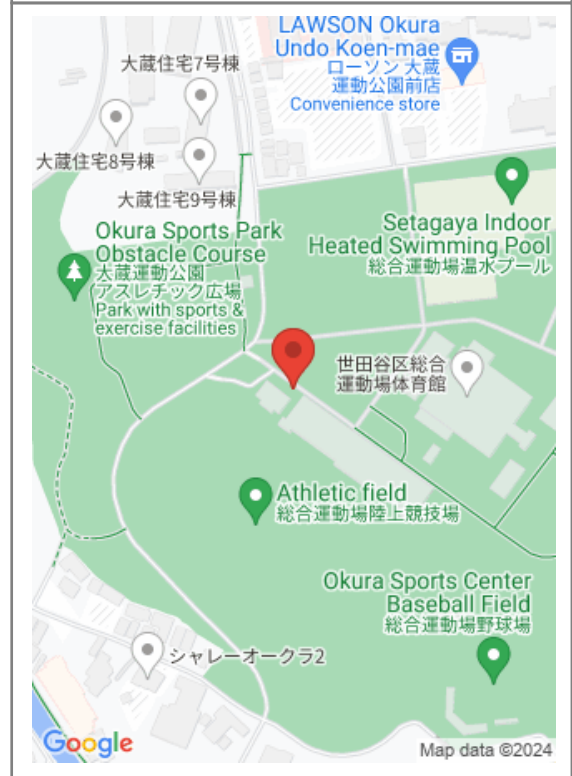 LAWSON Okura
Undo Koen-mae
ローソン 大蔵
運動公園前店
Convenience store
大蔵住宅7号棟
大蔵住宅8号棟
大蔵住宅9号棟
Okura Sports Park
Obstacle Course
大蔵運動公園
アスレチック広場
Park with sports &
exercise facilities
Setagaya Indoor
Heated Swimming Pool
総合運動場温水プール
世田谷区総合
運動場体育館
Athletic field
総合運動場陸上競技場
Okura Sports Center
Baseball Field
総合運動場野球場
シャレーオークラ2
Google
Map data ©2024